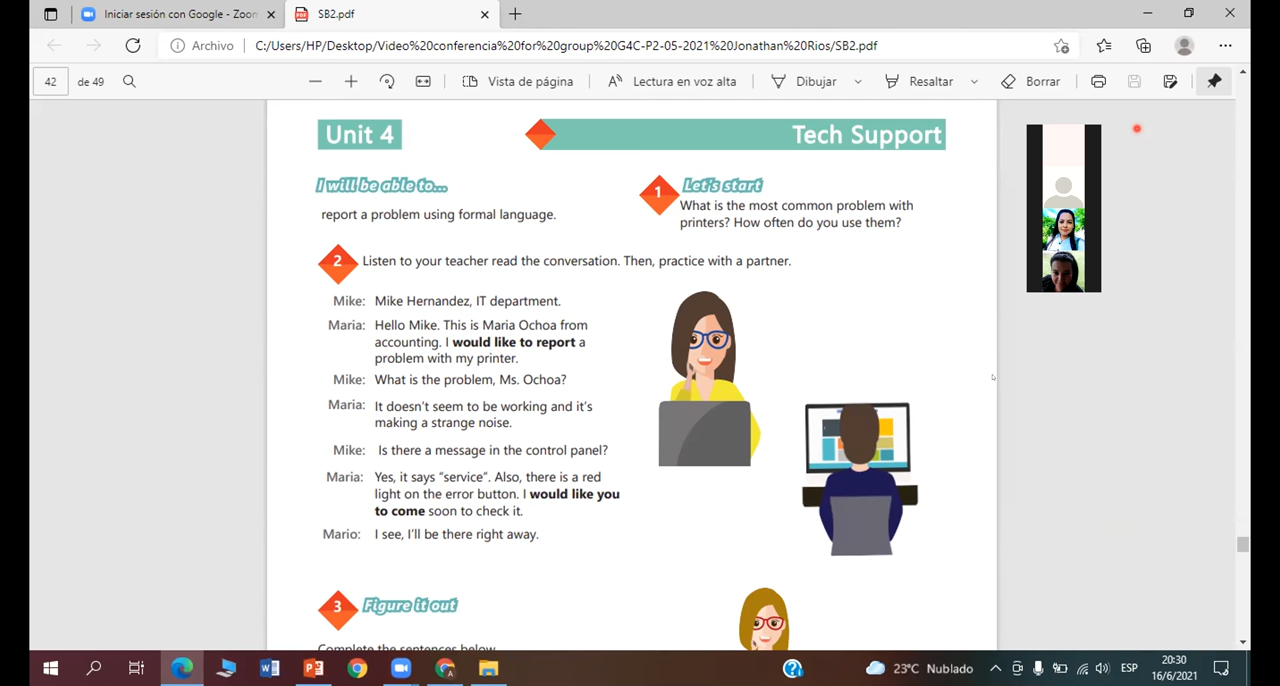 Iniciar sesión con Google - Zoom
SB2.pdf
Archivo
C:/Users/HP/Desktop/Video%20conferencia%20for%20group%20G4C-P2-05-2021%20Jonathan%20Rios/SB2.pdf
42 de 49
Vista de página
Lectura en voz alta
Dibujar
Resaltar
Borrar
Unit 4
Tech Support
I will be able to...
report a problem using formal language.
1 Let's start
What is the most common problem with
printers? How often do you use them?
2 Listen to your teacher read the conversation. Then, practice with a partner.
Mike: Mike Hernandez, IT department.
Maria: Hello Mike. This is Maria Ochoa from
accounting. I would like to report a
problem with my printer.
Mike: What is the problem, Ms. Ochoa?
Maria: It doesn't seem to be working and it's
making a strange noise.
Mike: Is there a message in the control panel?
Maria: Yes, it says “service”. Also, there is a red
light on the error button. I would like you
to come soon to check it.
Mario: I see, I'll be there right away.
3 Figure it out
Complete the sentences below
23°C Nublado
ESP
20:30
16/6/2021